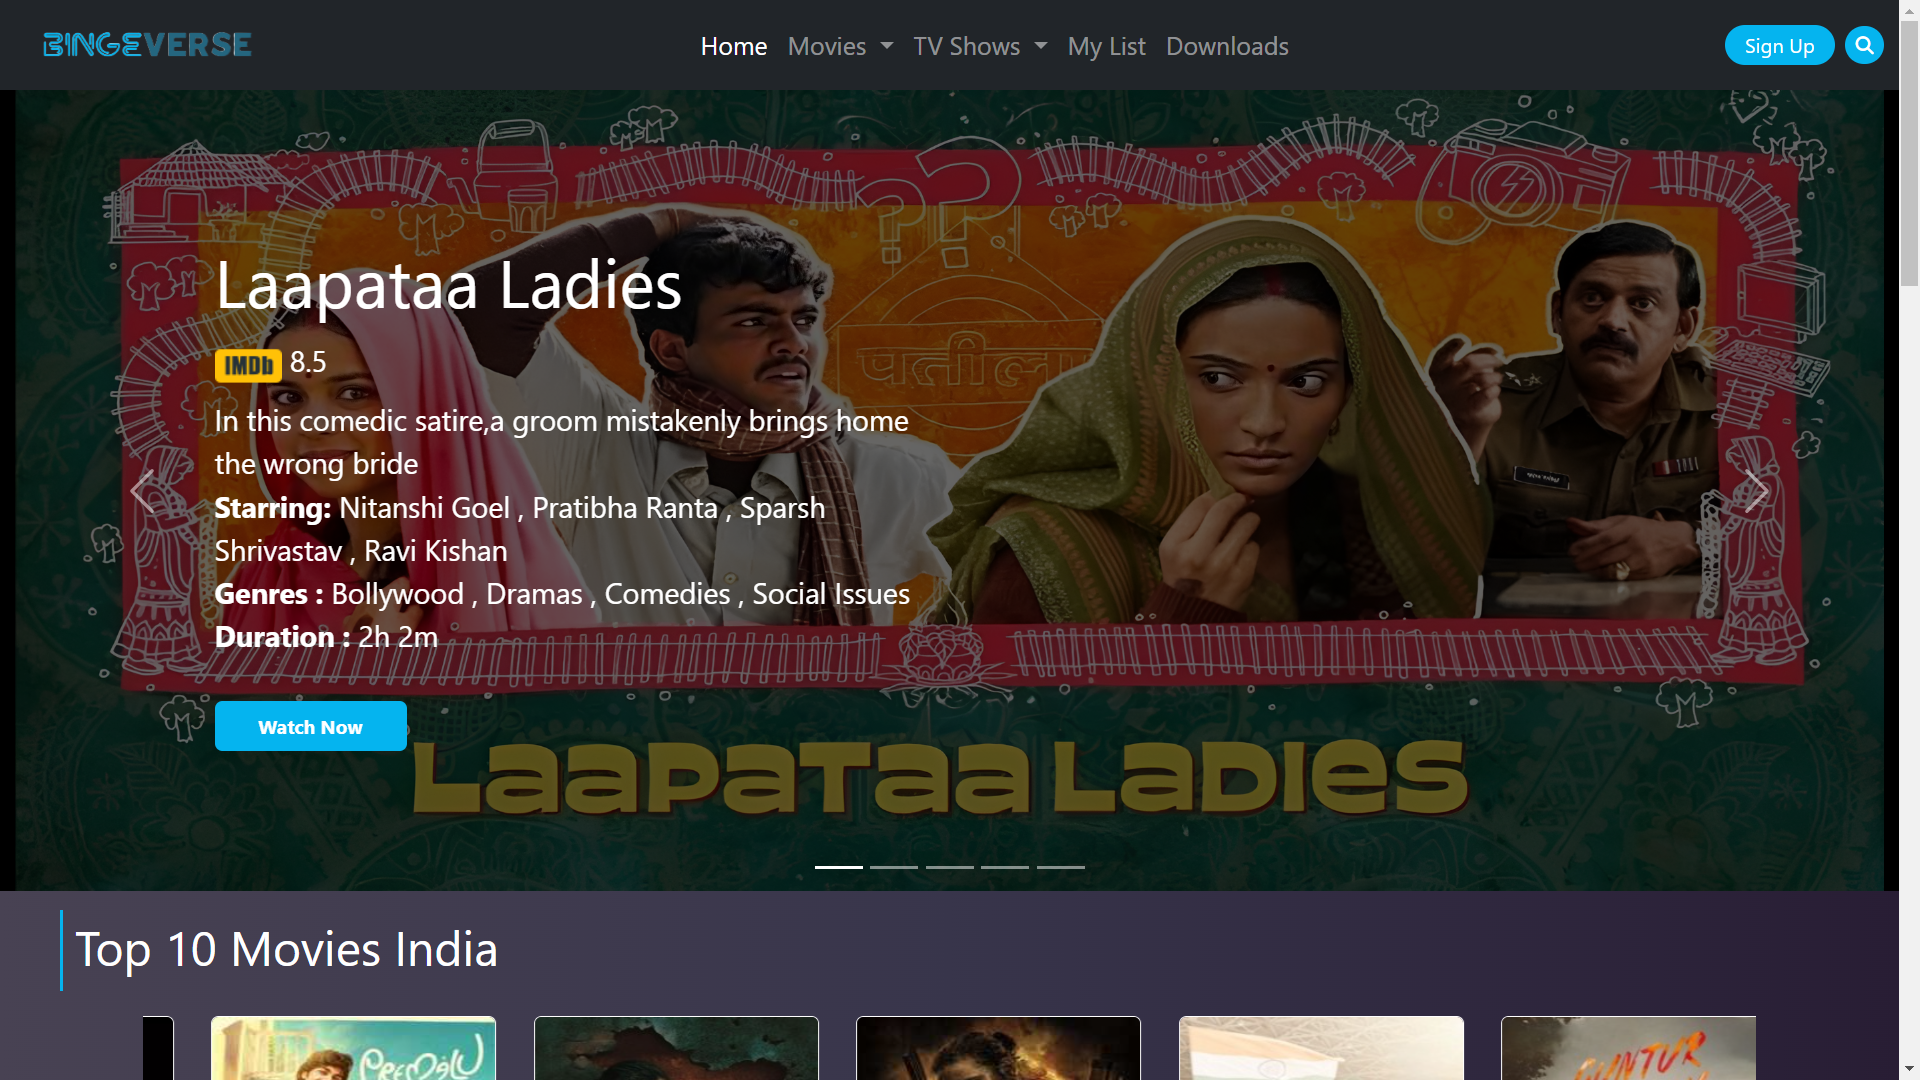 BINGEVERSE
Home
Movies
TV Shows
My List
Downloads
Sign Up
Laapataa Ladies
IMDb 8.5
In this comedic satire,a groom mistakenly brings home
the wrong bride
Starring: Nitanshi Goel , Pratibha Ranta , Sparsh
Shrivastav , Ravi Kishan
Genres : Bollywood , Dramas , Comedies , Social Issues
Duration : 2h 2m
Watch Now
??
पतीला
LaaPaTaa LaDIes
Top 10 Movies India
PREMALU
GUNTUR